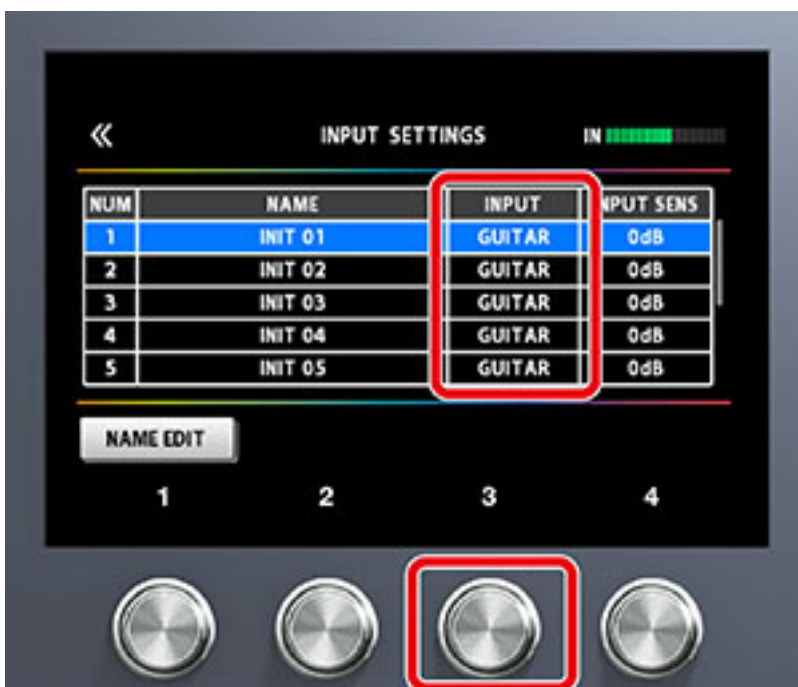 « INPUT SETTINGS IN
NUM NAME INPUT INPUT SENS
1 INIT 01 GUITAR 0dB
2 INIT 02 GUITAR 0dB
3 INIT 03 GUITAR 0dB
4 INIT 04 GUITAR 0dB
5 INIT 05 GUITAR 0dB
NAME EDIT
1 2 3 4